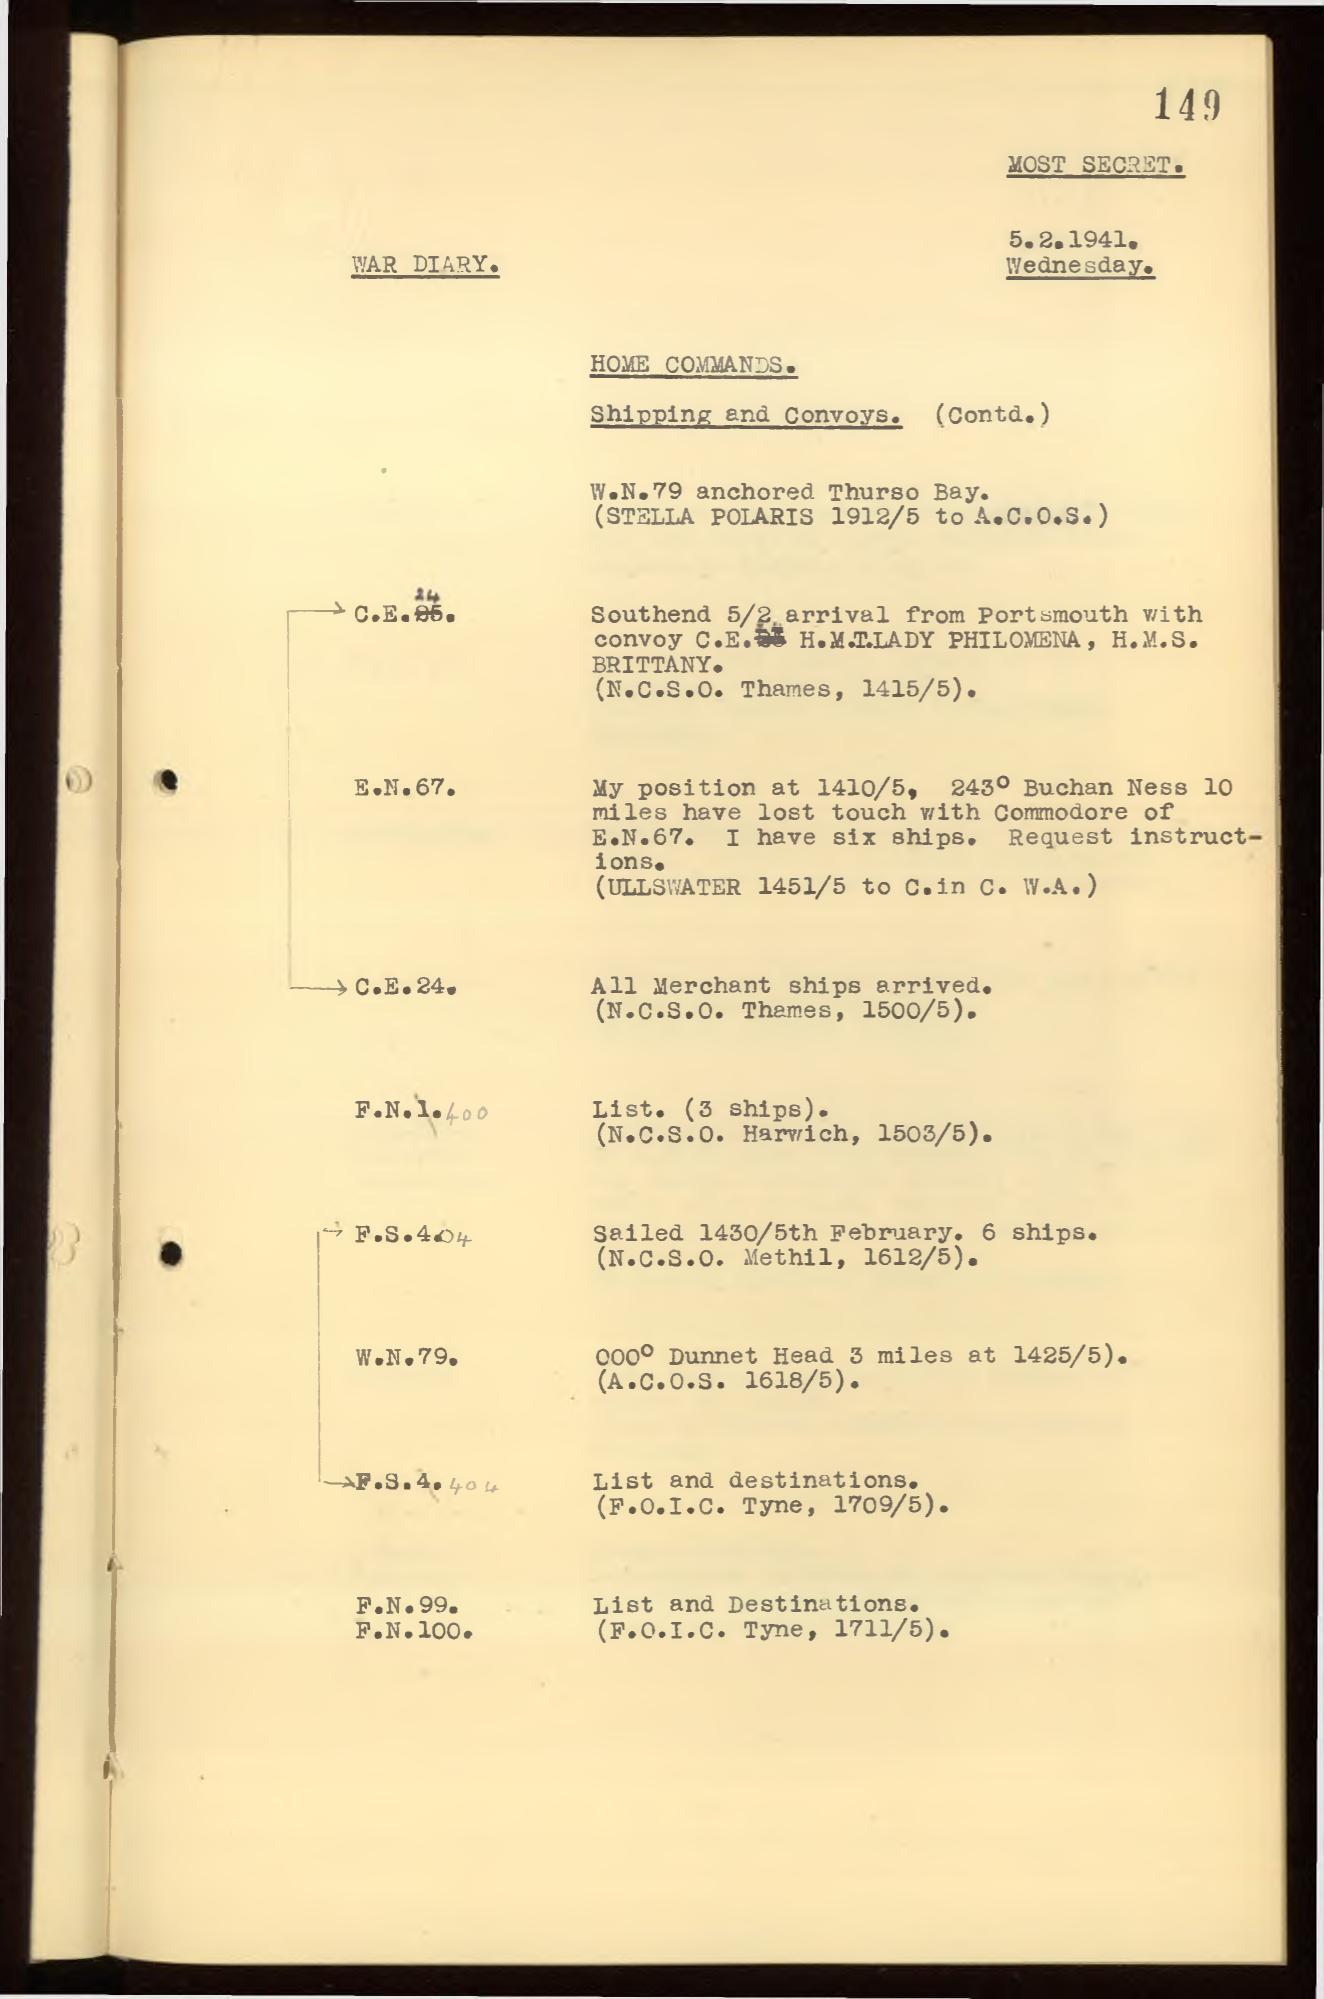 149
MOST SECRET.
5.2.1941.
WAR DIARY.
Wednesday.
HOME COMMANDS.
Shipping and Convoys. (Contd.)
W.N.79 anchored Thurso Bay.
(STELLA POLARIS 1912/5 to A.C.O.S.)
24
C.E.25. Southend 5/2 arrival from Portsmouth with
convoy C.E. H.M.T.LADY PHILOMENA, H.M.S.
BRITTANY.
(N.C.S.O. Thames, 1415/5).
E.N.67. My position at 1410/5, 243° Buchan Ness 10
miles have lost touch with Commodore of
E.N.67. I have six ships. Request instruct-
ions.
(ULLSWATER 1451/5 to C.in C. W.A.)
C.E.24. All Merchant ships arrived.
(N.C.S.O. Thames, 1500/5).
F.N.1. 400 List. (3 ships).
(N.C.S.O. Harwich, 1503/5).
F.S.4.04 Sailed 1430/5th February. 6 ships.
(N.C.S.O. Methil, 1612/5).
W.N.79. 000° Dunnet Head 3 miles at 1425/5).
(A.C.O.S. 1618/5).
F.S.4. 404 List and destinations.
(F.O.I.C. Tyne, 1709/5).
F.N.99. List and Destinations.
F.N.100. (F.O.I.C. Tyne, 1711/5).